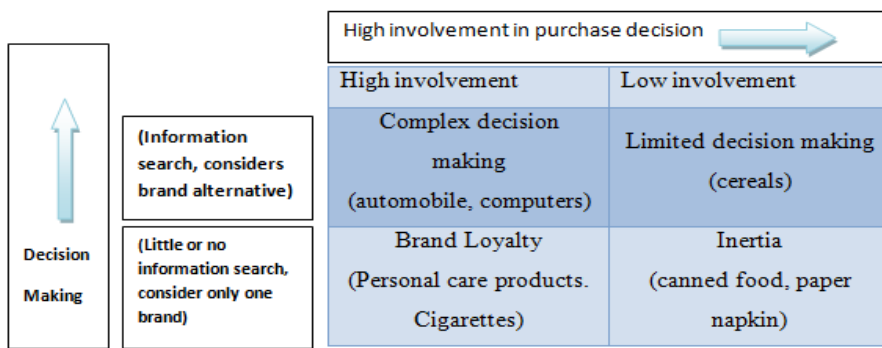 High involvement in purchase decision
High involvement
Low involvement
(Information
search, considers
brand alternative)
Complex decision
making
(automobile, computers)
Limited decision making
(cereals)
Decision
Making
(Little or no
information search,
consider only one
brand)
Brand Loyalty
(Personal care products.
Cigarettes)
Inertia
(canned food, paper
napkin)